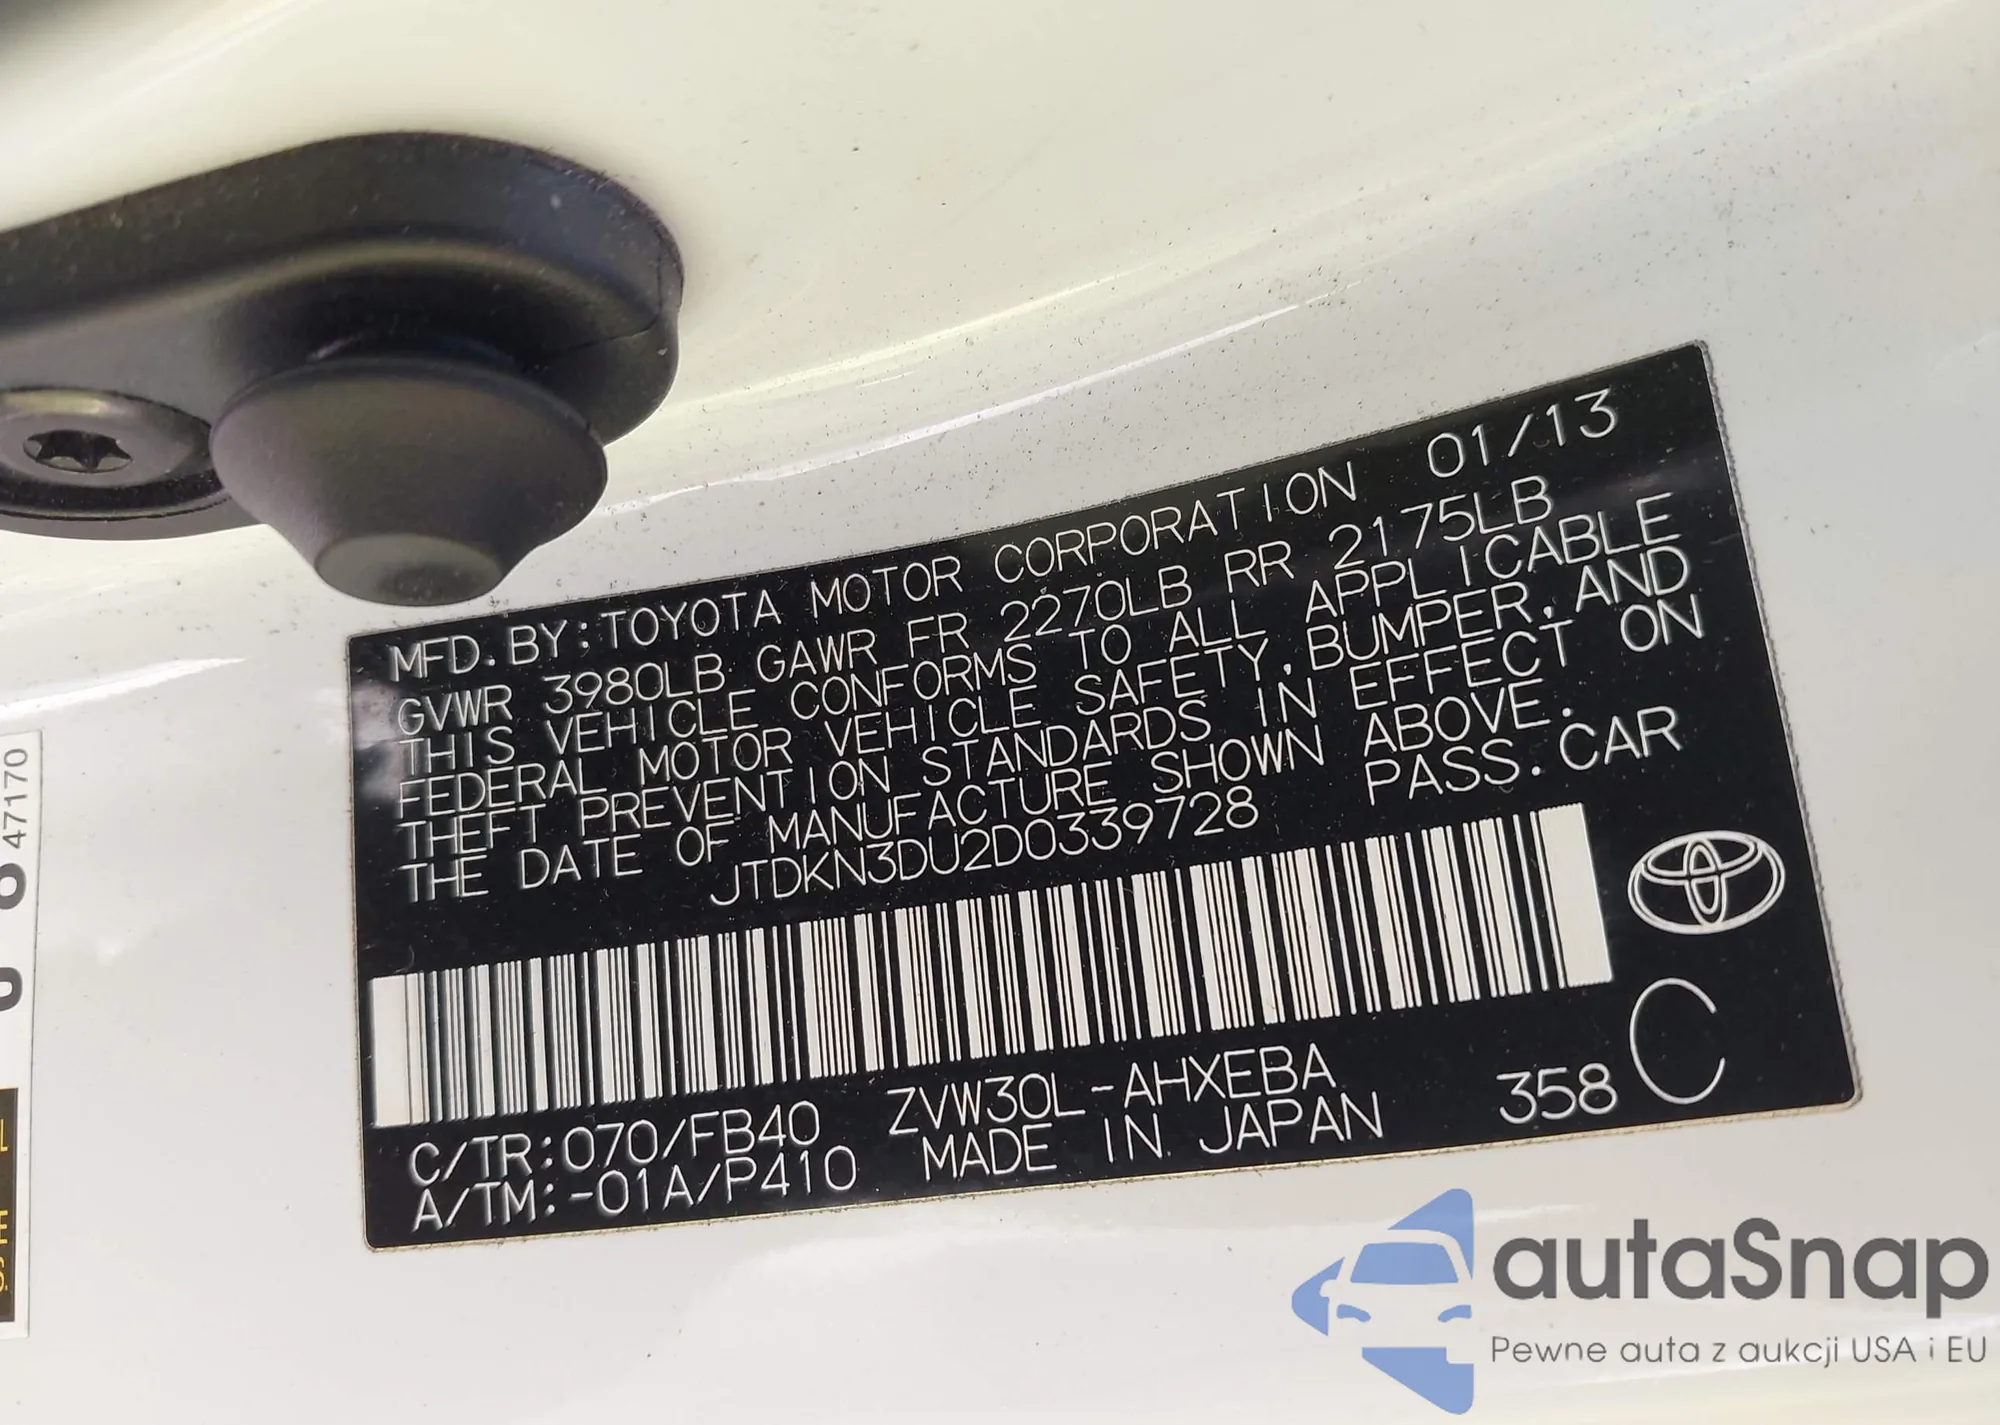 MFD. BY: TOYOTA MOTOR CORPORATION 01/13
GVWR 3980LB GAWR FR 2270LB RR 2175LB
THIS VEHICLE CONFORMS TO ALL APPLICABLE
FEDERAL MOTOR VEHICLE SAFETY, BUMPER, AND
THEFT PREVENTION STANDARDS IN EFFECT ON
THE DATE OF MANUFACTURE SHOWN ABOVE.
JTDKN3DU2D0339728 PASS. CAR
C/TR:070/FB40 ZVW30L-AHXEBA
A/TM:-01A/P410 MADE IN JAPAN 358 C
47170
autaSnap
Pewne auta z aukcji USA i EU